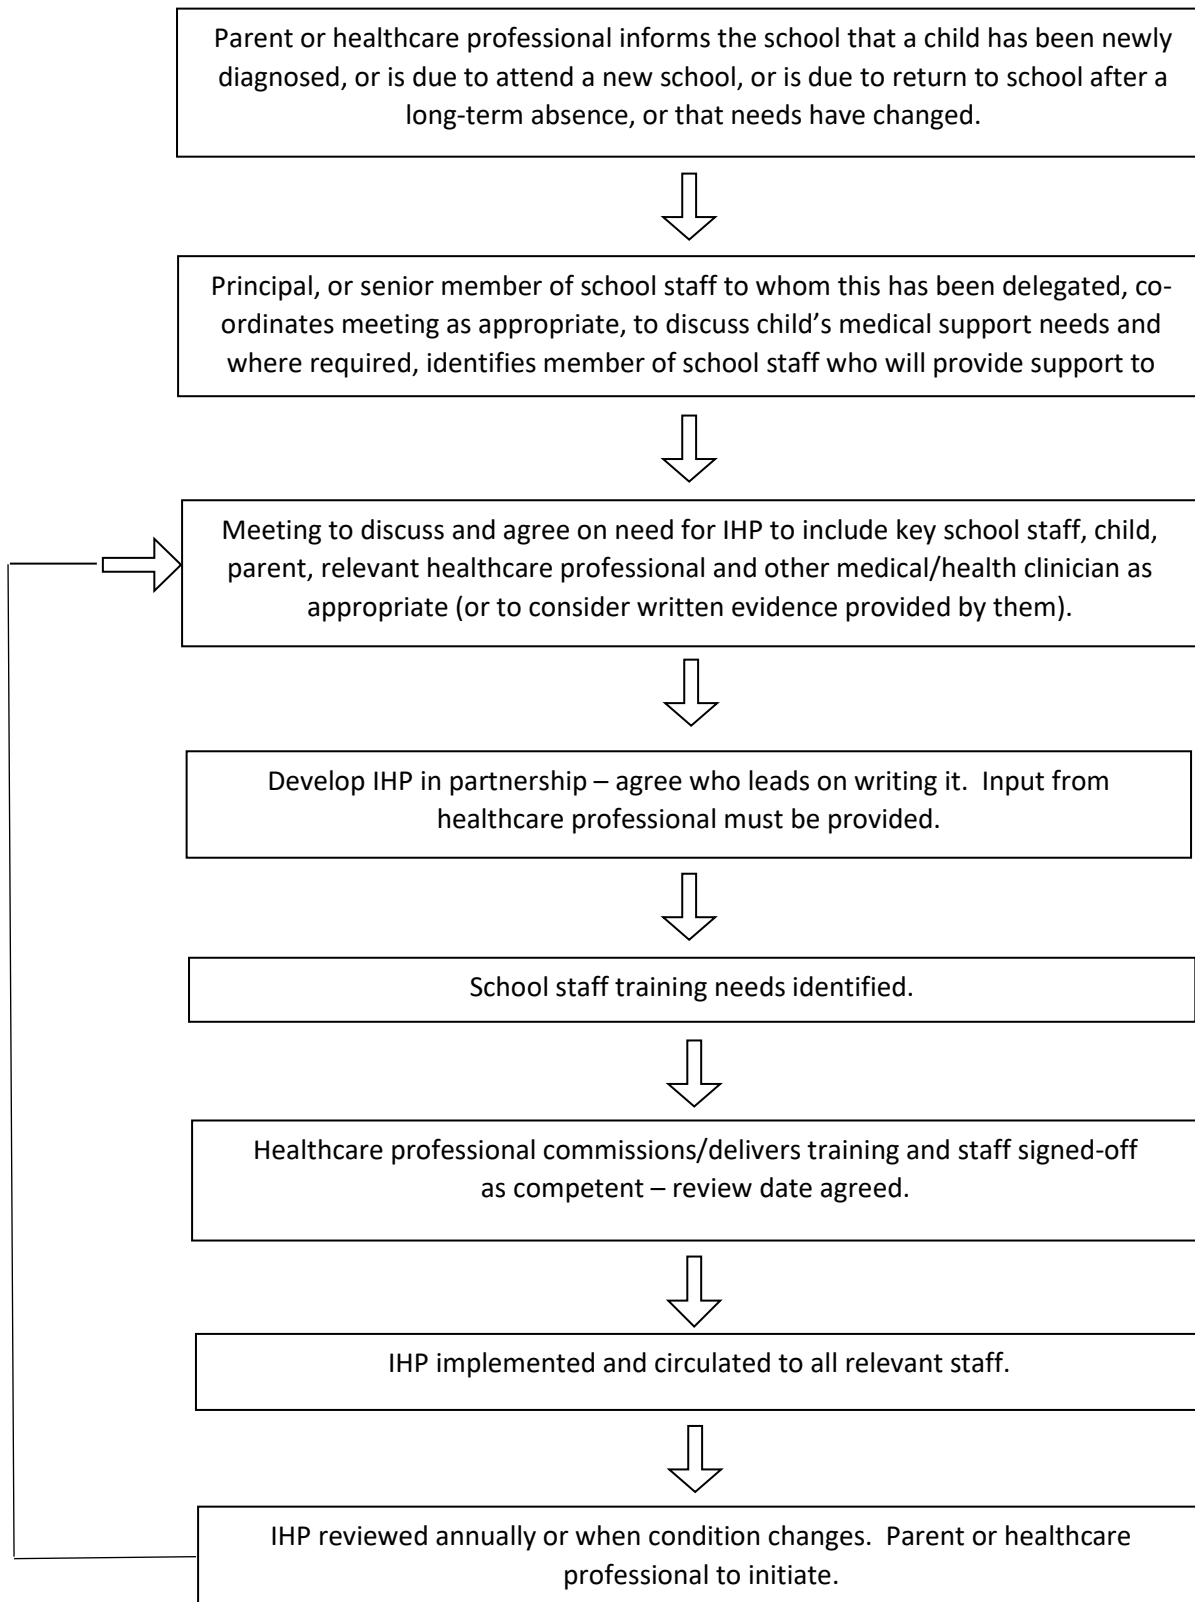 Parent or healthcare professional informs the school that a child has been newly
diagnosed, or is due to attend a new school, or is due to return to school after a
long-term absence, or that needs have changed.
Principal, or senior member of school staff to whom this has been delegated, co-
ordinates meeting as appropriate, to discuss child’s medical support needs and
where required, identifies member of school staff who will provide support to
Meeting to discuss and agree on need for IHP to include key school staff, child,
parent, relevant healthcare professional and other medical/health clinician as
appropriate (or to consider written evidence provided by them).
Develop IHP in partnership – agree who leads on writing it.  Input from
healthcare professional must be provided.
School staff training needs identified.
Healthcare professional commissions/delivers training and staff signed-off
as competent – review date agreed.
IHP implemented and circulated to all relevant staff.
IHP reviewed annually or when condition changes.  Parent or healthcare
professional to initiate.